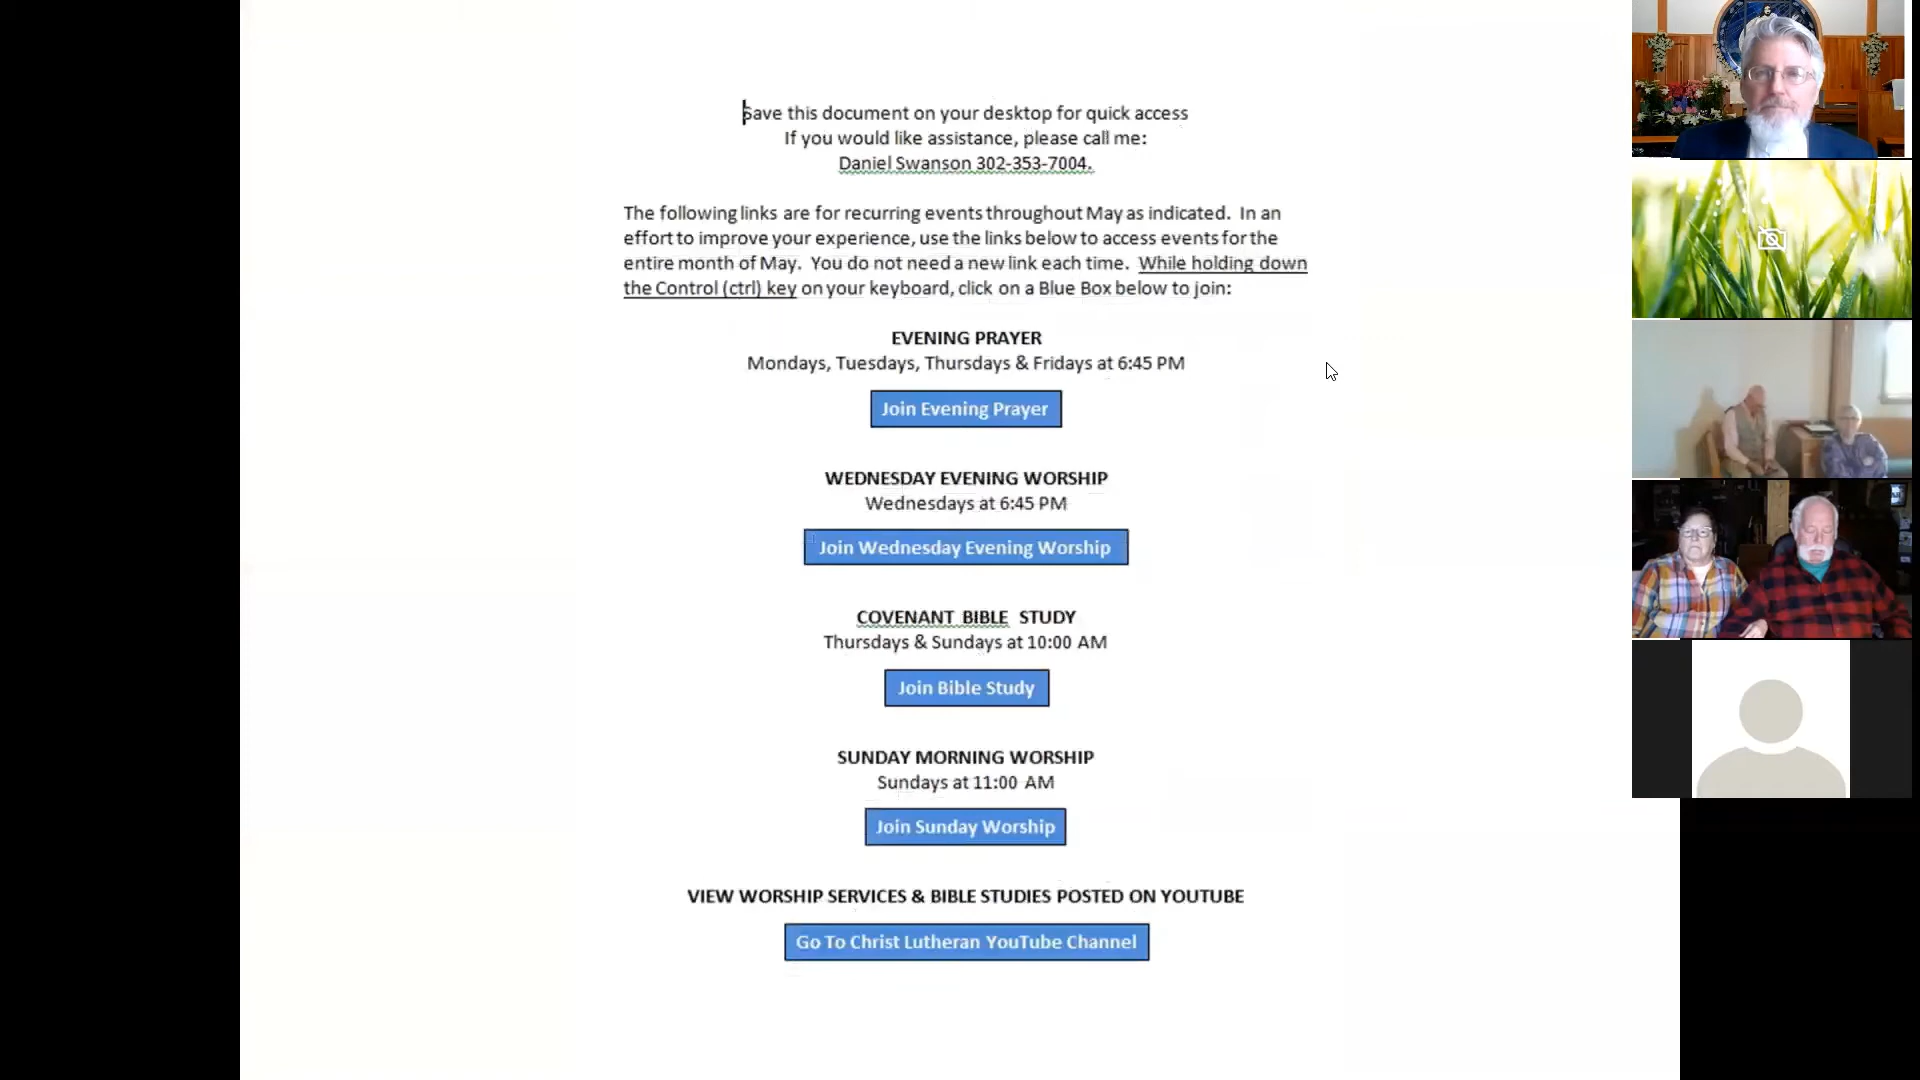 Save this document on your desktop for quick access
If you would like assistance, please call me:
Daniel Swanson 302-353-7004.
The following links are for recurring events throughout May as indicated. In an
effort to improve your experience, use the links below to access events for the
entire month of May. You do not need a new link each time. While holding down
the Control (ctrl) key on your keyboard, click on a Blue Box below to join:
EVENING PRAYER
Mondays, Tuesdays, Thursdays & Fridays at 6:45 PM
Join Evening Prayer
WEDNESDAY EVENING WORSHIP
Wednesdays at 6:45 PM
Join Wednesday Evening Worship
COVENANT BIBLE STUDY
Thursdays & Sundays at 10:00 AM
Join Bible Study
SUNDAY MORNING WORSHIP
Sundays at 11:00 AM
Join Sunday Worship
VIEW WORSHIP SERVICES & BIBLE STUDIES POSTED ON YOUTUBE
Go To Christ Lutheran YouTube Channel